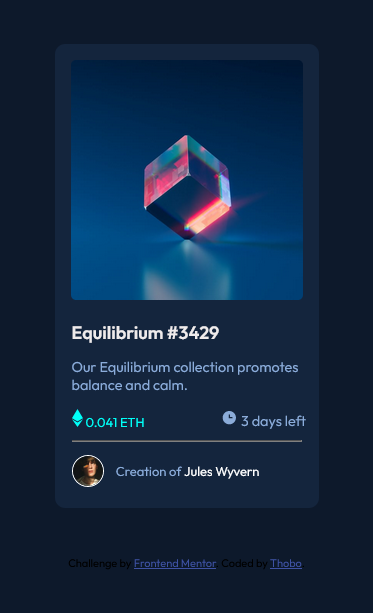 Equilibrium #3429
Our Equilibrium collection promotes
balance and calm.
0.041 ETH 3 days left
Creation of Jules Wyvern
Challenge by Frontend Mentor. Coded by Thobo.